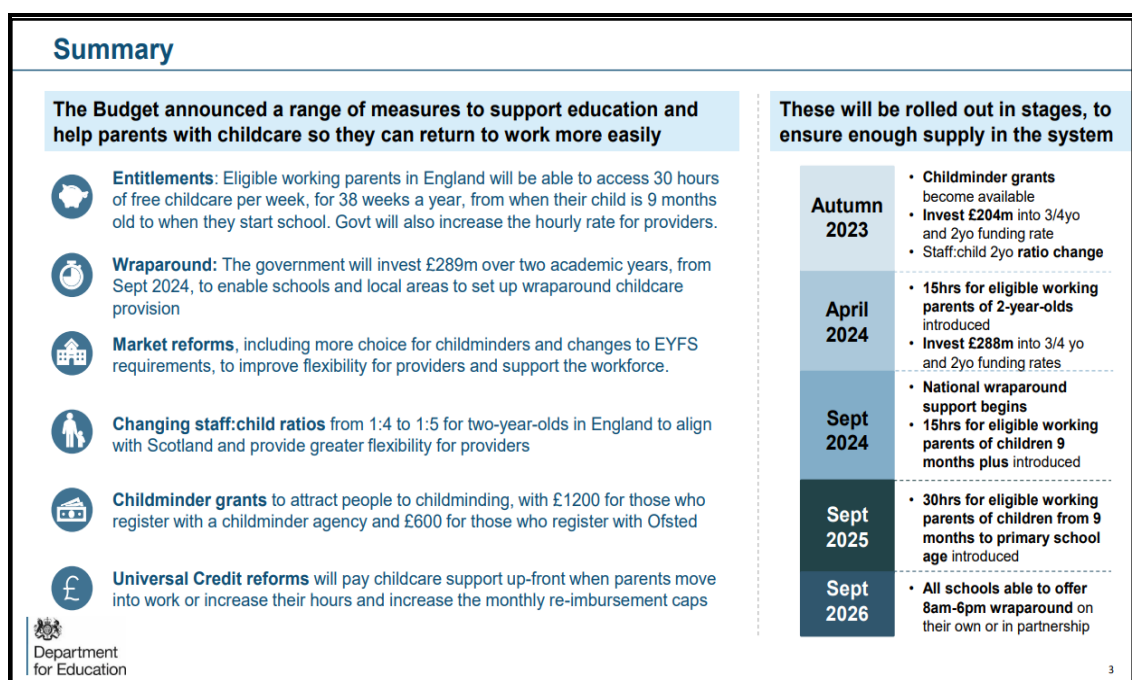 Summary
The Budget announced a range of measures to support education and
help parents with childcare so they can return to work more easily
Entitlements: Eligible working parents in England will be able to access 30 hours
of free childcare per week, for 38 weeks a year, from when their child is 9 months
old to when they start school. Govt will also increase the hourly rate for providers.
Wraparound: The government will invest £289m over two academic years, from
Sept 2024, to enable schools and local areas to set up wraparound childcare
provision
Market reforms, including more choice for childminders and changes to EYFS
requirements, to improve flexibility for providers and support the workforce.
Changing staff:child ratios from 1:4 to 1:5 for two-year-olds in England to align
with Scotland and provide greater flexibility for providers
Childminder grants to attract people to childminding, with £1200 for those who
register with a childminder agency and £600 for those who register with Ofsted
£
Universal Credit reforms will pay childcare support up-front when parents move
into work or increase their hours and increase the monthly re-imbursement caps
Department
for Education
These will be rolled out in stages, to
ensure enough supply in the system
Autumn
2023
• Childminder grants
become available
• Invest £204m into 3/4yo
and 2yo funding rate
• Staff:child 2yo ratio change
April
2024
• 15hrs for eligible working
parents of 2-year-olds
introduced
• Invest £288m into 3/4 yo
and 2yo funding rates
Sept
2024
• National wraparound
support begins
• 15hrs for eligible working
parents of children 9
months plus introduced
Sept
2025
• 30hrs for eligible working
parents of children from 9
months to primary school
age introduced
Sept
2026
• All schools able to offer
8am-6pm wraparound on
their own or in partnership
3